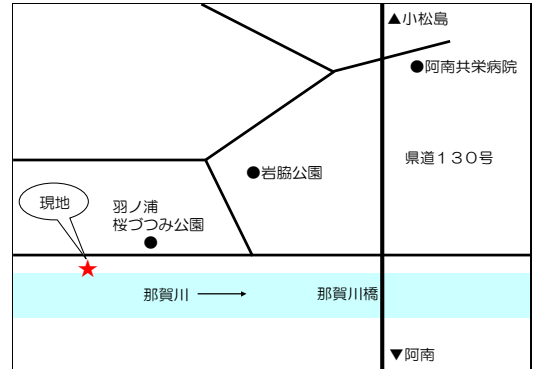 ▲小松島
●阿南共栄病院
県道１３０号
●岩脇公園
現地
羽ノ浦
桜づつみ公園
那賀川
那賀川橋
▼阿南